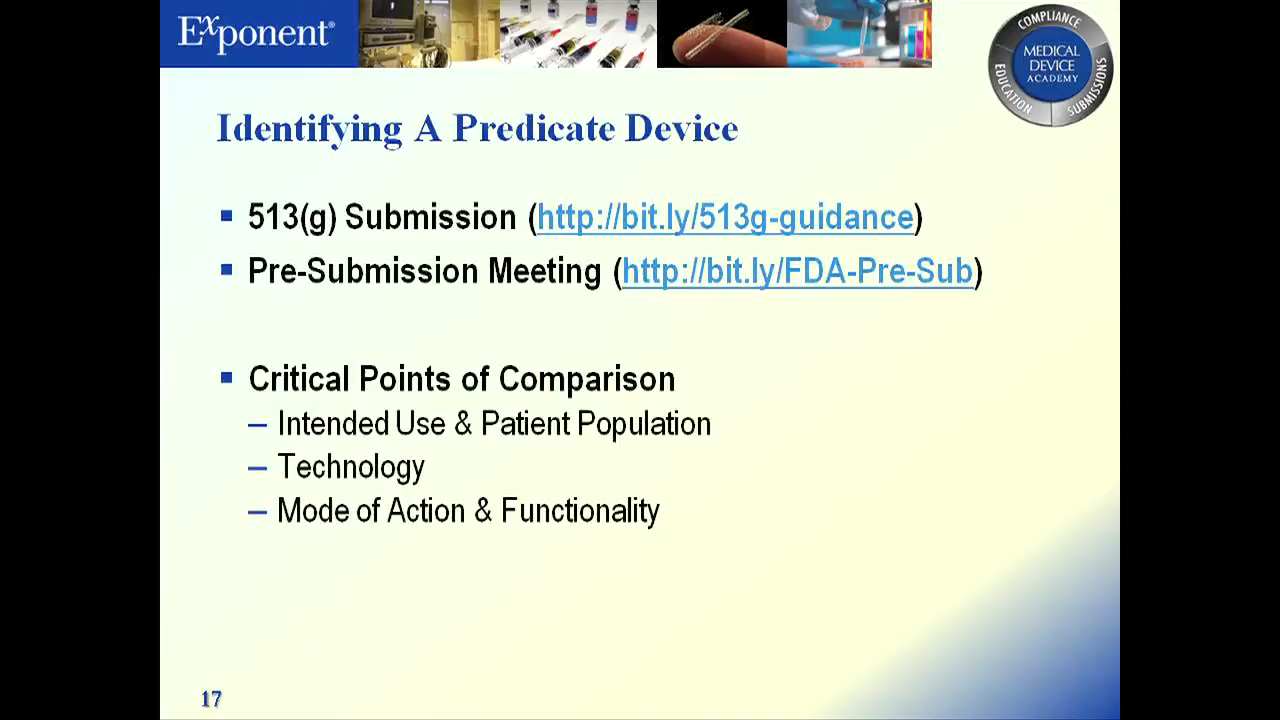 Exponent®
COMPLIANCE
MEDICAL
DEVICE
ACADEMY
EDUCATION
SUBMISSIONS
Identifying A Predicate Device
▪ 513(g) Submission (http://bit.ly/513g-guidance)
▪ Pre-Submission Meeting (http://bit.ly/FDA-Pre-Sub)
▪ Critical Points of Comparison
– Intended Use & Patient Population
– Technology
– Mode of Action & Functionality
17